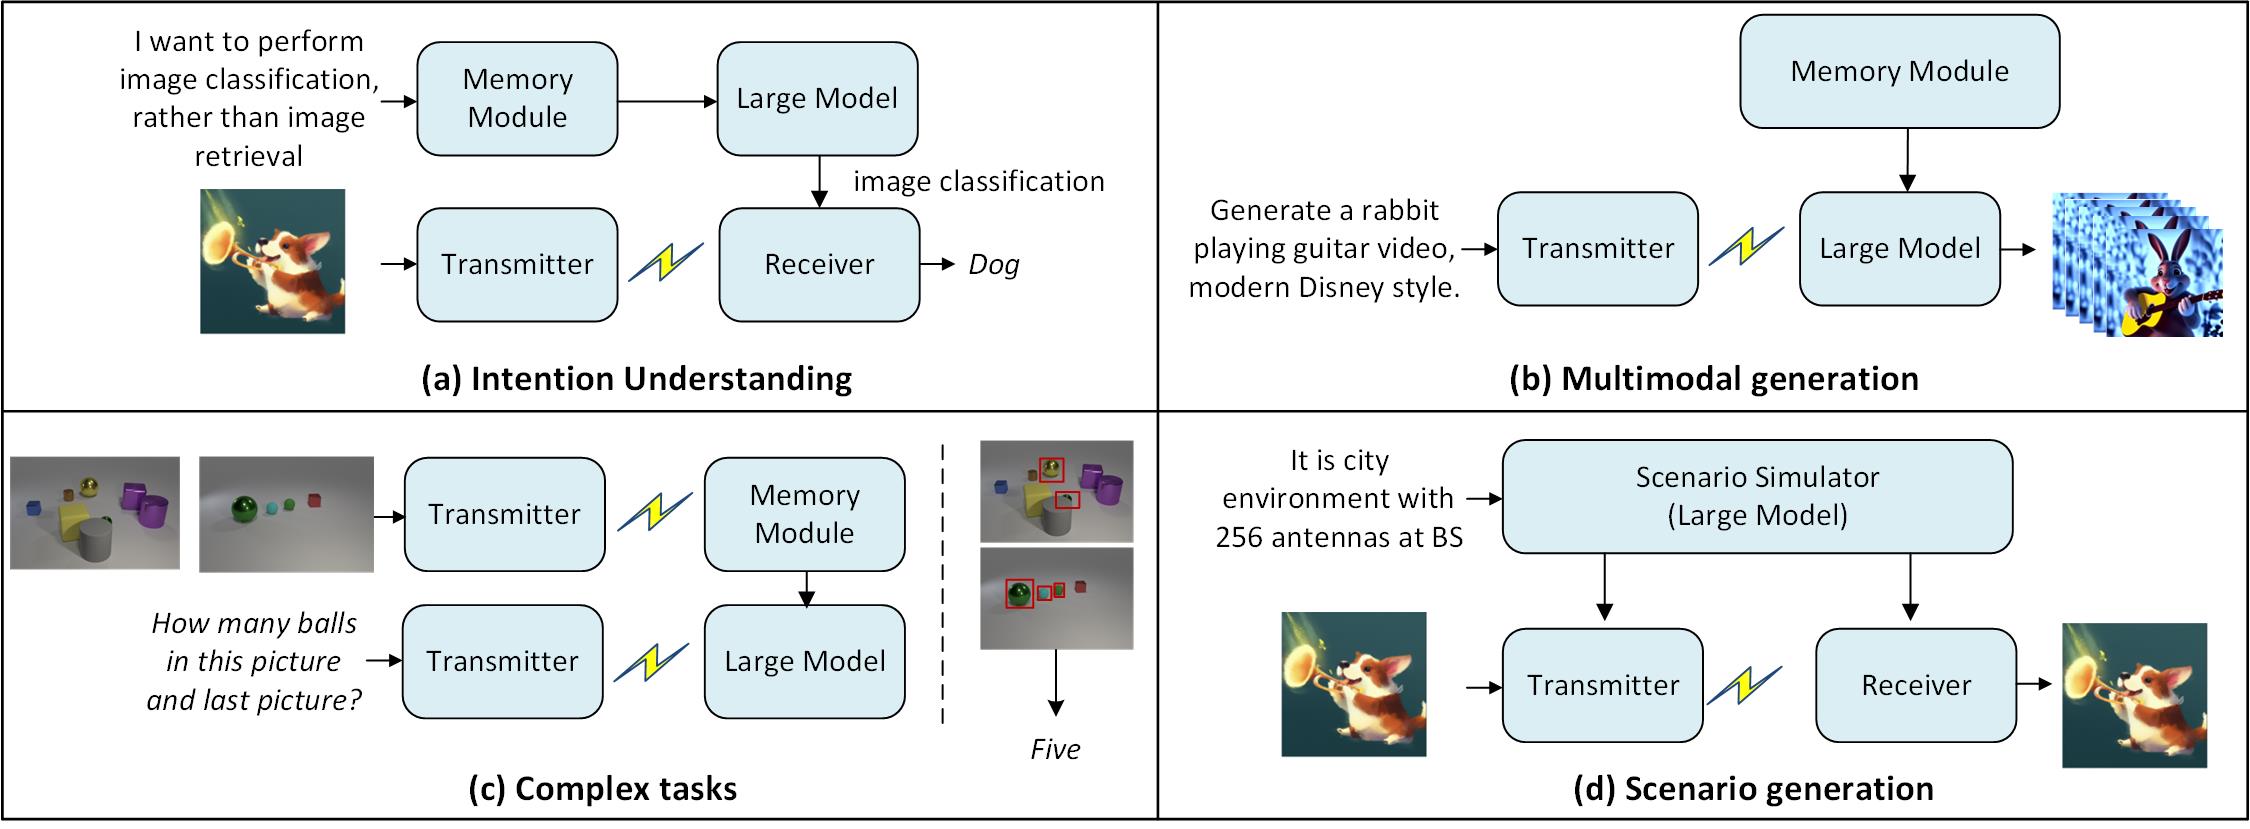 I want to perform
image classification,
rather than image
retrieval
Memory
Module
Large Model
image classification
Transmitter
Receiver
Dog
(a) Intention Understanding
Memory Module
Generate a rabbit
playing guitar video,
modern Disney style.
Transmitter
Large Model
(b) Multimodal generation
Transmitter
Memory
Module
How many balls
in this picture
and last picture?
Transmitter
Large Model
Five
(c) Complex tasks
It is city
environment with
256 antennas at BS
Scenario Simulator
(Large Model)
Transmitter
Receiver
(d) Scenario generation